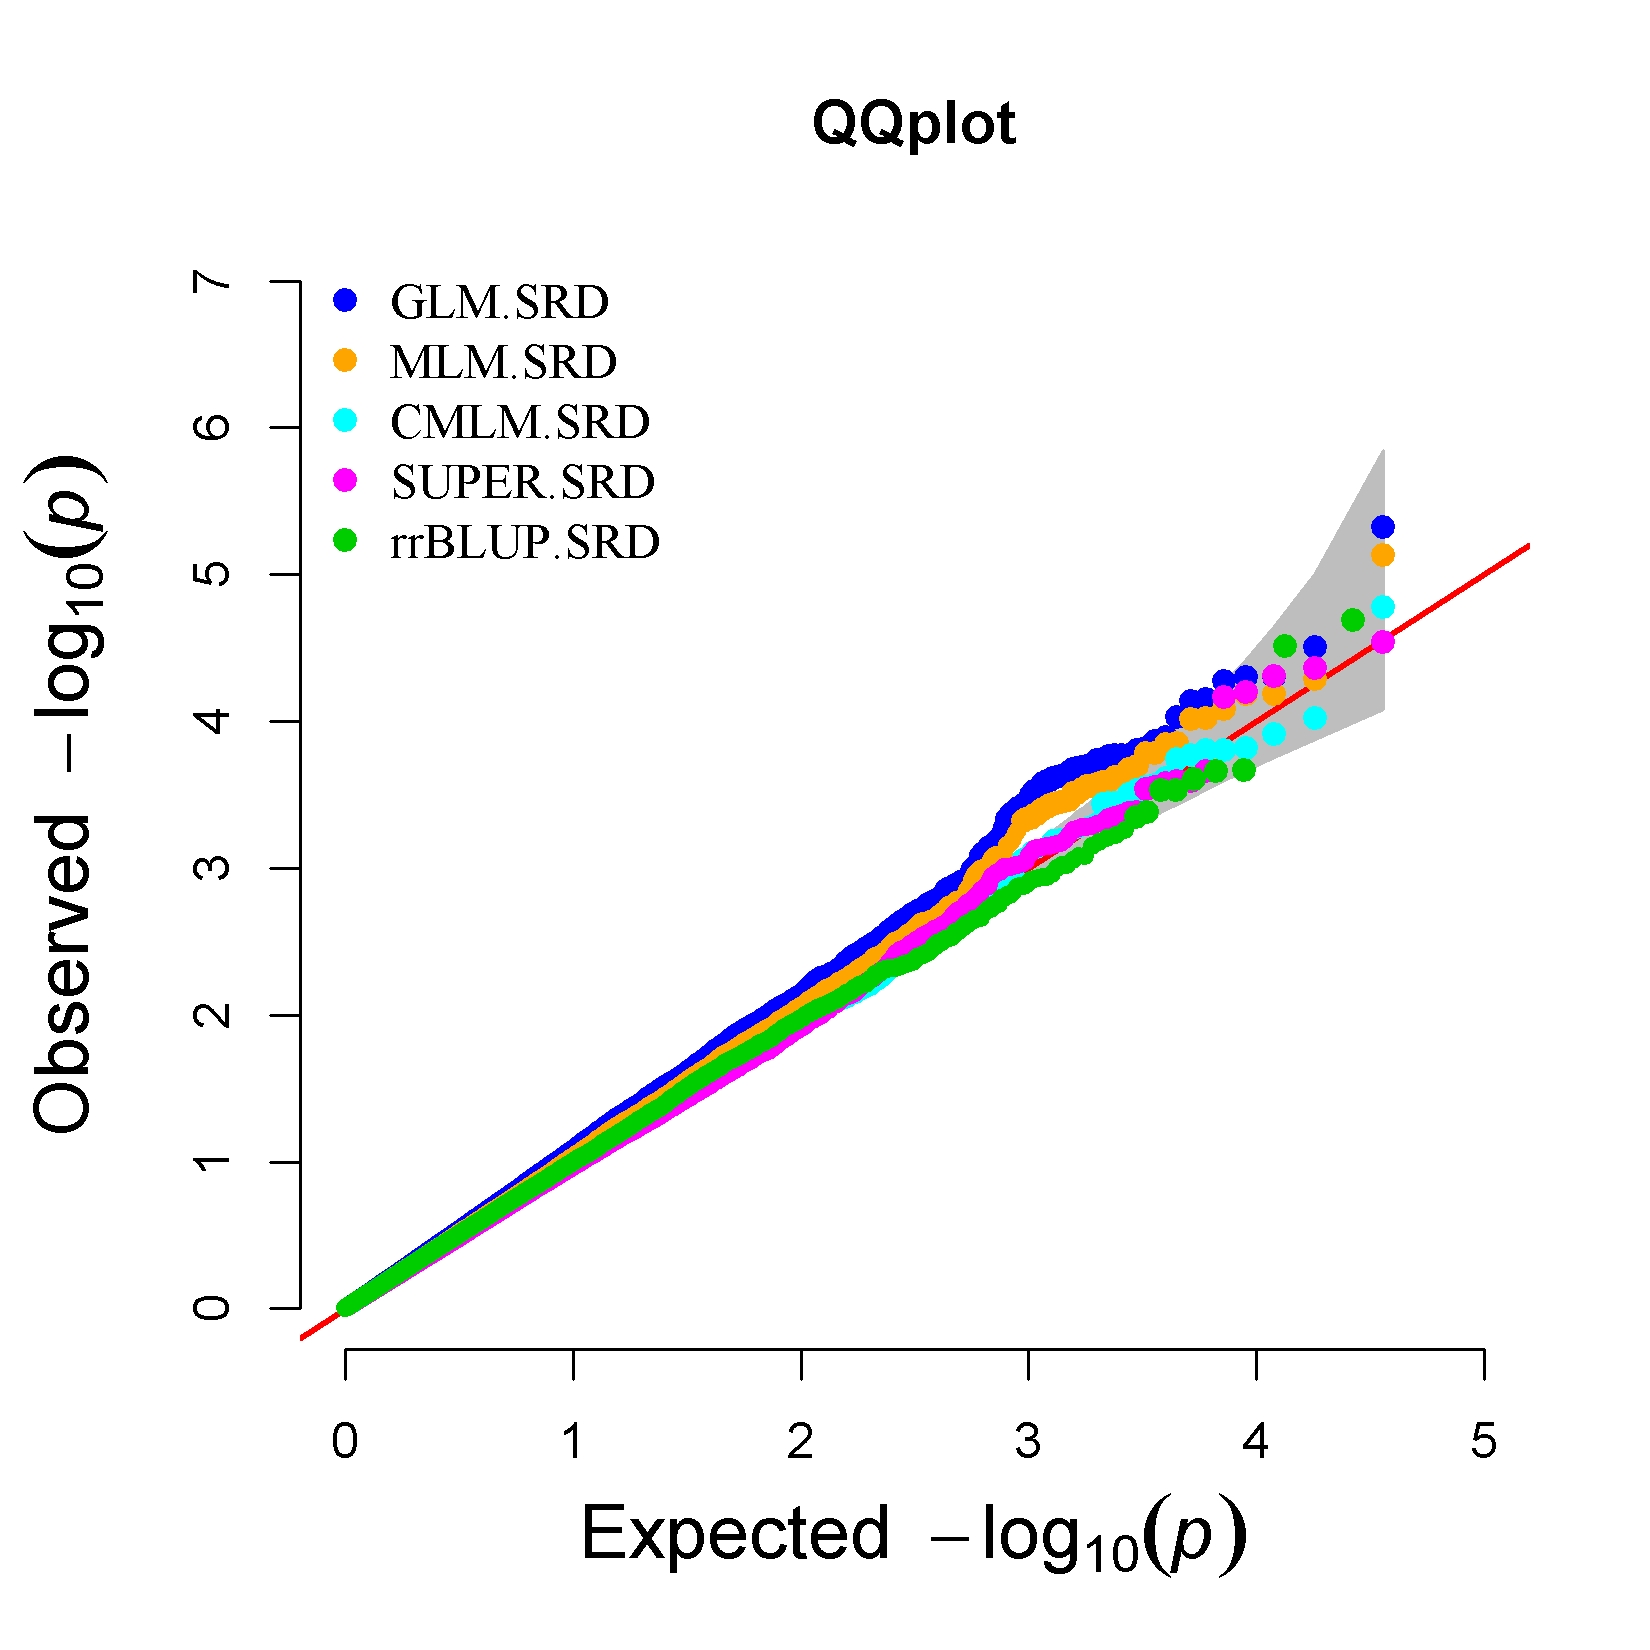 QQplot
GLM.SRD
MLM.SRD
CMLM.SRD
SUPER.SRD
rrBLUP.SRD
7
6
5
4
3
2
1
0
Observed −log₁₀(p)
0 1 2 3 4 5
Expected −log₁₀(p)